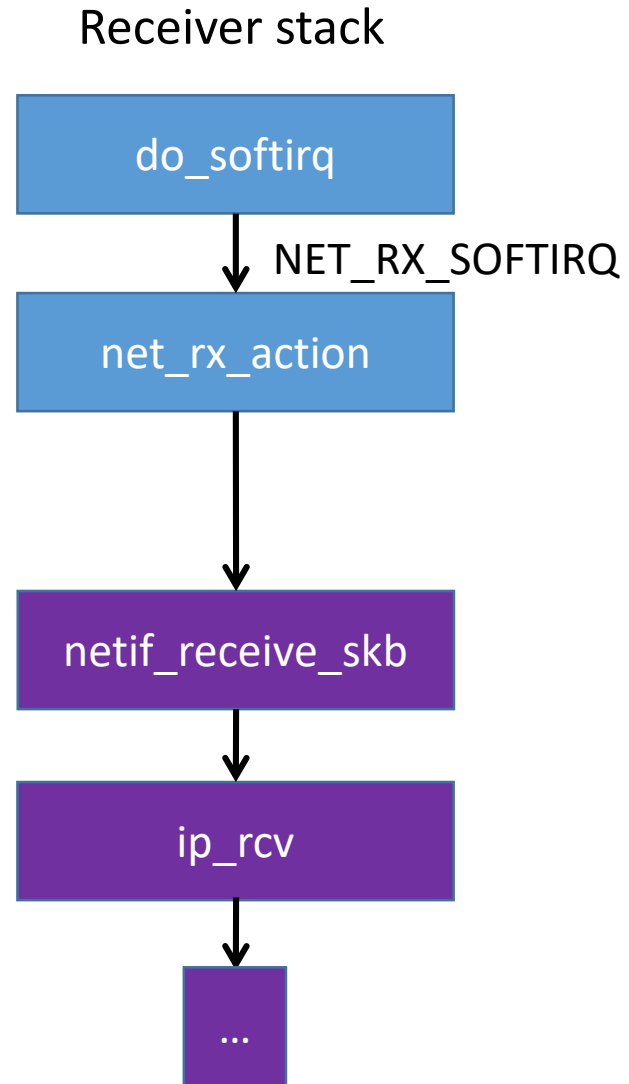 Receiver stack
do_softirq
NET_RX_SOFTIRQ
net_rx_action
netif_receive_skb
ip_rcv
...